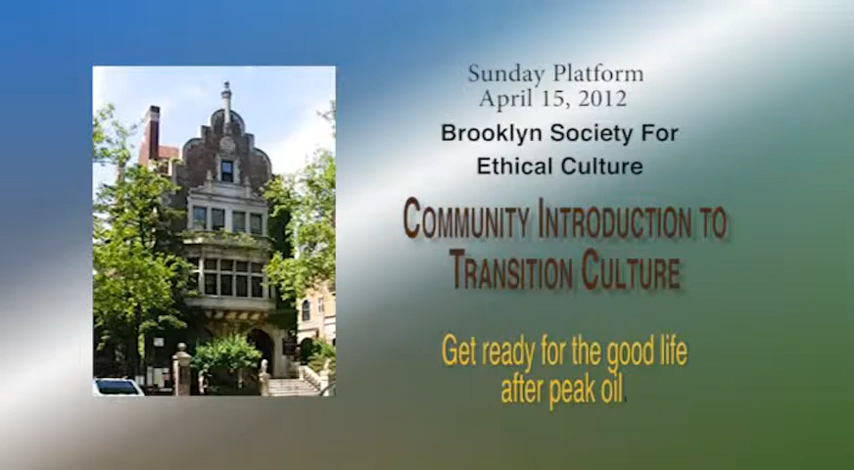 Sunday Platform
April 15, 2012
Brooklyn Society For
Ethical Culture
Community Introduction to
Transition Culture
Get ready for the good life
after peak oil.